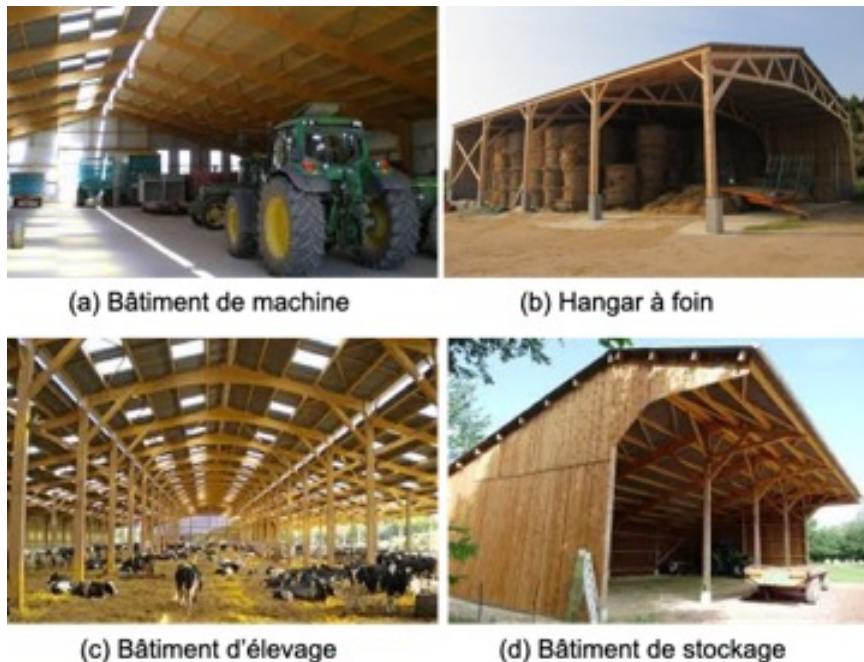 (a) Bâtiment de machine
(b) Hangar à foin
(c) Bâtiment d'élevage
(d) Bâtiment de stockage